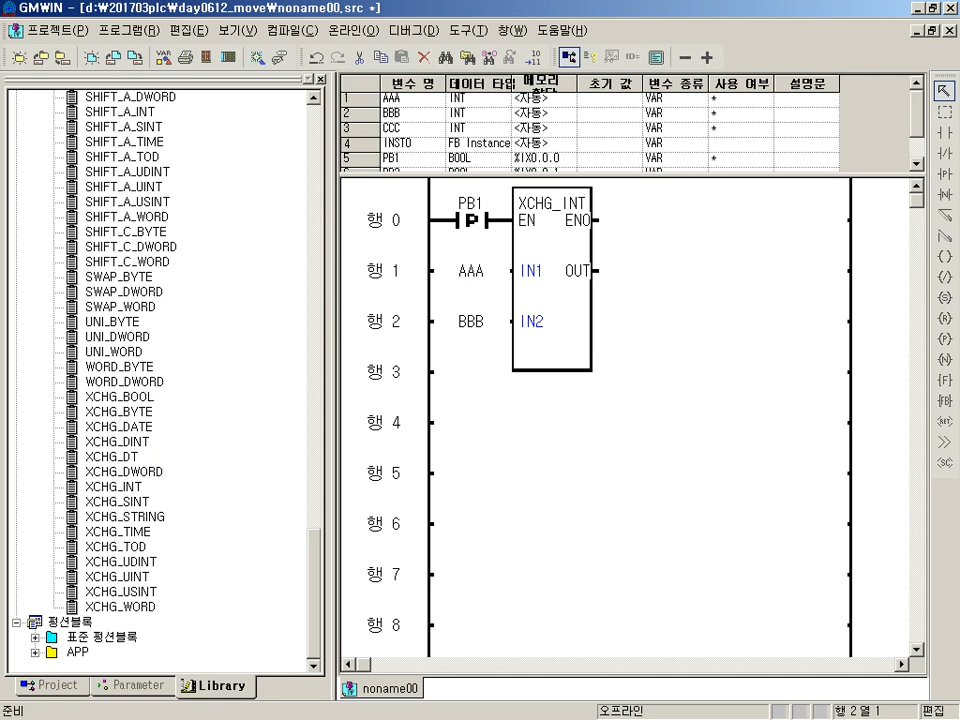 GMWIN - [d:₩201703plc₩day0612_move₩noname00,src *]
프로젝트(P) 프로그램(R) 편집(E) 보기(V) 컴파일(C) 온라인(O) 디버그(D) 도구(T) 창(W) 도움말(H)
변수 명 데이터 타입 메모리 초기 값 변수 종류 사용 여부 설명문
1 AAA INT <자동> VAR *
2 BBB INT <자동> VAR *
3 CCC INT <자동> VAR *
4 INST0 FB Instance <자동> VAR
5 PB1 BOOL %IX0.0.0 VAR *
SHIFT_A_DWORD
SHIFT_A_INT
SHIFT_A_SINT
SHIFT_A_TIME
SHIFT_A_TOD
SHIFT_A_UDINT
SHIFT_A_UINT
SHIFT_A_USINT
SHIFT_A_WORD
SHIFT_C_BYTE
SHIFT_C_DWORD
SHIFT_C_WORD
SWAP_BYTE
SWAP_DWORD
SWAP_WORD
UNI_BYTE
UNI_DWORD
UNI_WORD
WORD_BYTE
WORD_DWORD
XCHG_BOOL
XCHG_BYTE
XCHG_DATE
XCHG_DINT
XCHG_DT
XCHG_DWORD
XCHG_INT
XCHG_SINT
XCHG_STRING
XCHG_TIME
XCHG_TOD
XCHG_UDINT
XCHG_UINT
XCHG_USINT
XCHG_WORD
펑션블록
표준 펑션블록
APP
Project Parameter Library
PB1 XCHG_INT
행 0 P EN ENO
행 1 AAA IN1 OUT
행 2 BBB IN2
행 3
행 4
행 5
행 6
행 7
행 8
noname00
준비 오프라인 행 2 열 1 편집